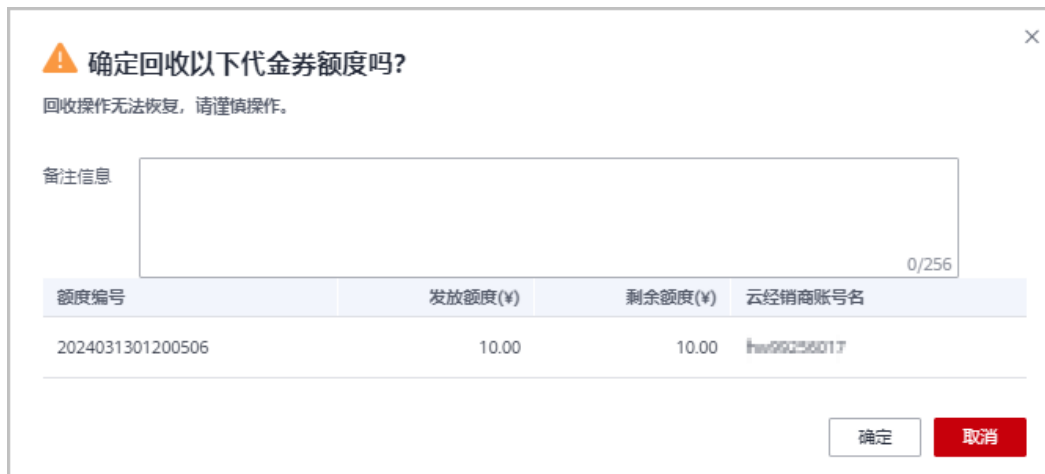 确定回收以下代金券额度吗?
回收操作无法恢复，请谨慎操作。
备注信息
0/256
额度编号 发放额度(¥) 剩余额度(¥) 云经销商账号名
2024031301200506 10.00 10.00
确定 取消